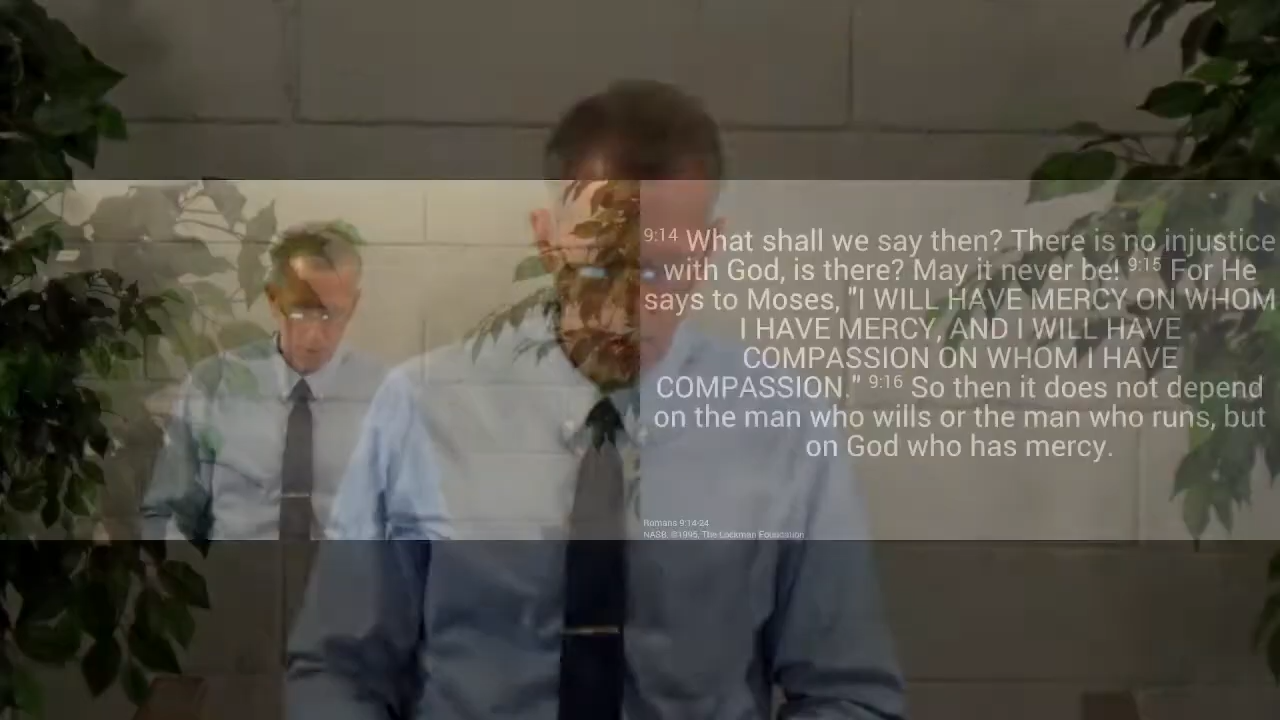 9:14 What shall we say then? There is no injustice
with God, is there? May it never be! 9:15 For He
says to Moses, "I WILL HAVE MERCY ON WHOM
I HAVE MERCY, AND I WILL HAVE
COMPASSION ON WHOM I HAVE
COMPASSION." 9:16 So then it does not depend
on the man who wills or the man who runs, but
on God who has mercy.
Romans 9:14-24
NASB, ©1995, The Lockman Foundation